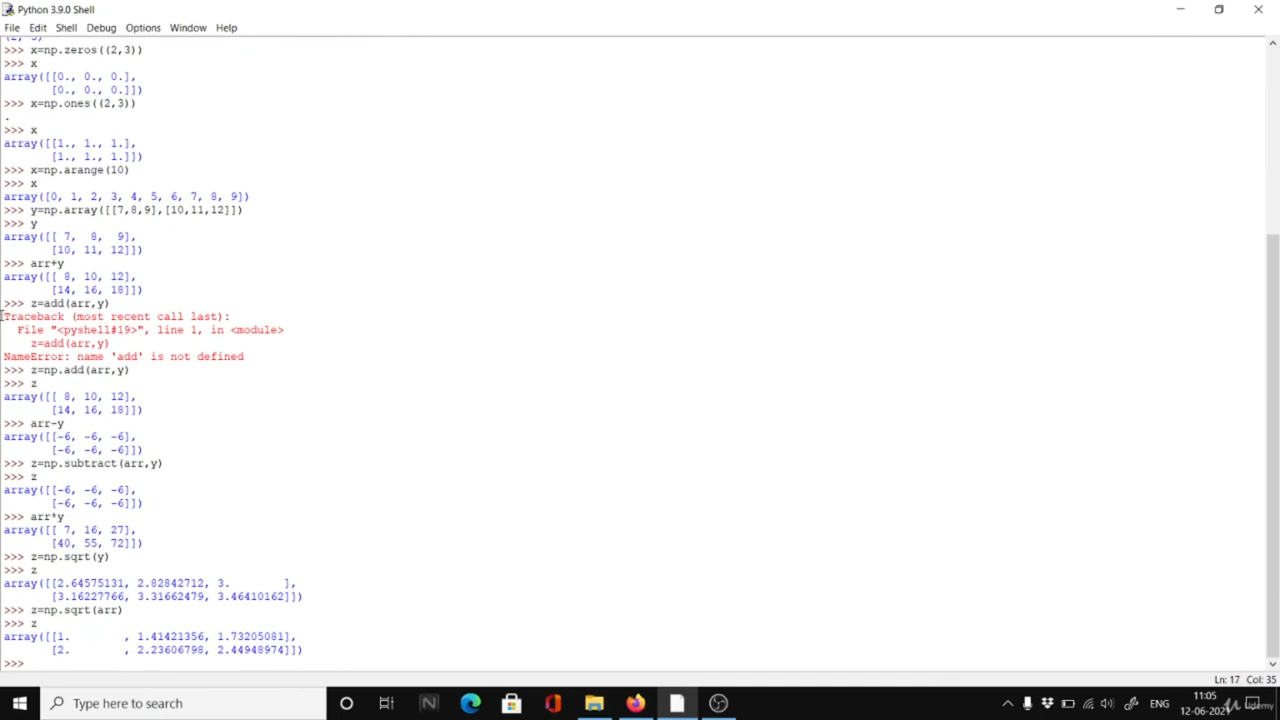 Python 3.9.0 Shell
File Edit Shell Debug Options Window Help
>>> x=np.zeros((2,3))
>>> x
array([[0., 0., 0.],
       [0., 0., 0.]])
>>> x=np.ones((2,3))
.
>>> x
array([[1., 1., 1.],
       [1., 1., 1.]])
>>> x=np.arange(10)
>>> x
array([0, 1, 2, 3, 4, 5, 6, 7, 8, 9])
>>> y=np.array([[7,8,9],[10,11,12]])
>>> y
array([[ 7,  8,  9],
       [10, 11, 12]])
>>> arr+y
array([[ 8, 10, 12],
       [14, 16, 18]])
>>> z=add(arr,y)
Traceback (most recent call last):
  File "<pyshell#19>", line 1, in <module>
    z=add(arr,y)
NameError: name 'add' is not defined
>>> z=np.add(arr,y)
>>> z
array([[ 8, 10, 12],
       [14, 16, 18]])
>>> arr-y
array([[-6, -6, -6],
       [-6, -6, -6]])
>>> z=np.subtract(arr,y)
>>> z
array([[-6, -6, -6],
       [-6, -6, -6]])
>>> arr*y
array([[ 7, 16, 27],
       [40, 55, 72]])
>>> z=np.sqrt(y)
>>> z
array([[2.64575131, 2.82842712, 3.        ],
       [3.16227766, 3.31662479, 3.46410162]])
>>> z=np.sqrt(arr)
>>> z
array([[1.        , 1.41421356, 1.73205081],
       [2.        , 2.23606798, 2.44948974]])
>>>
Ln: 17 Col: 35
Type here to search
ENG
11:05
12-06-2021
Udemy